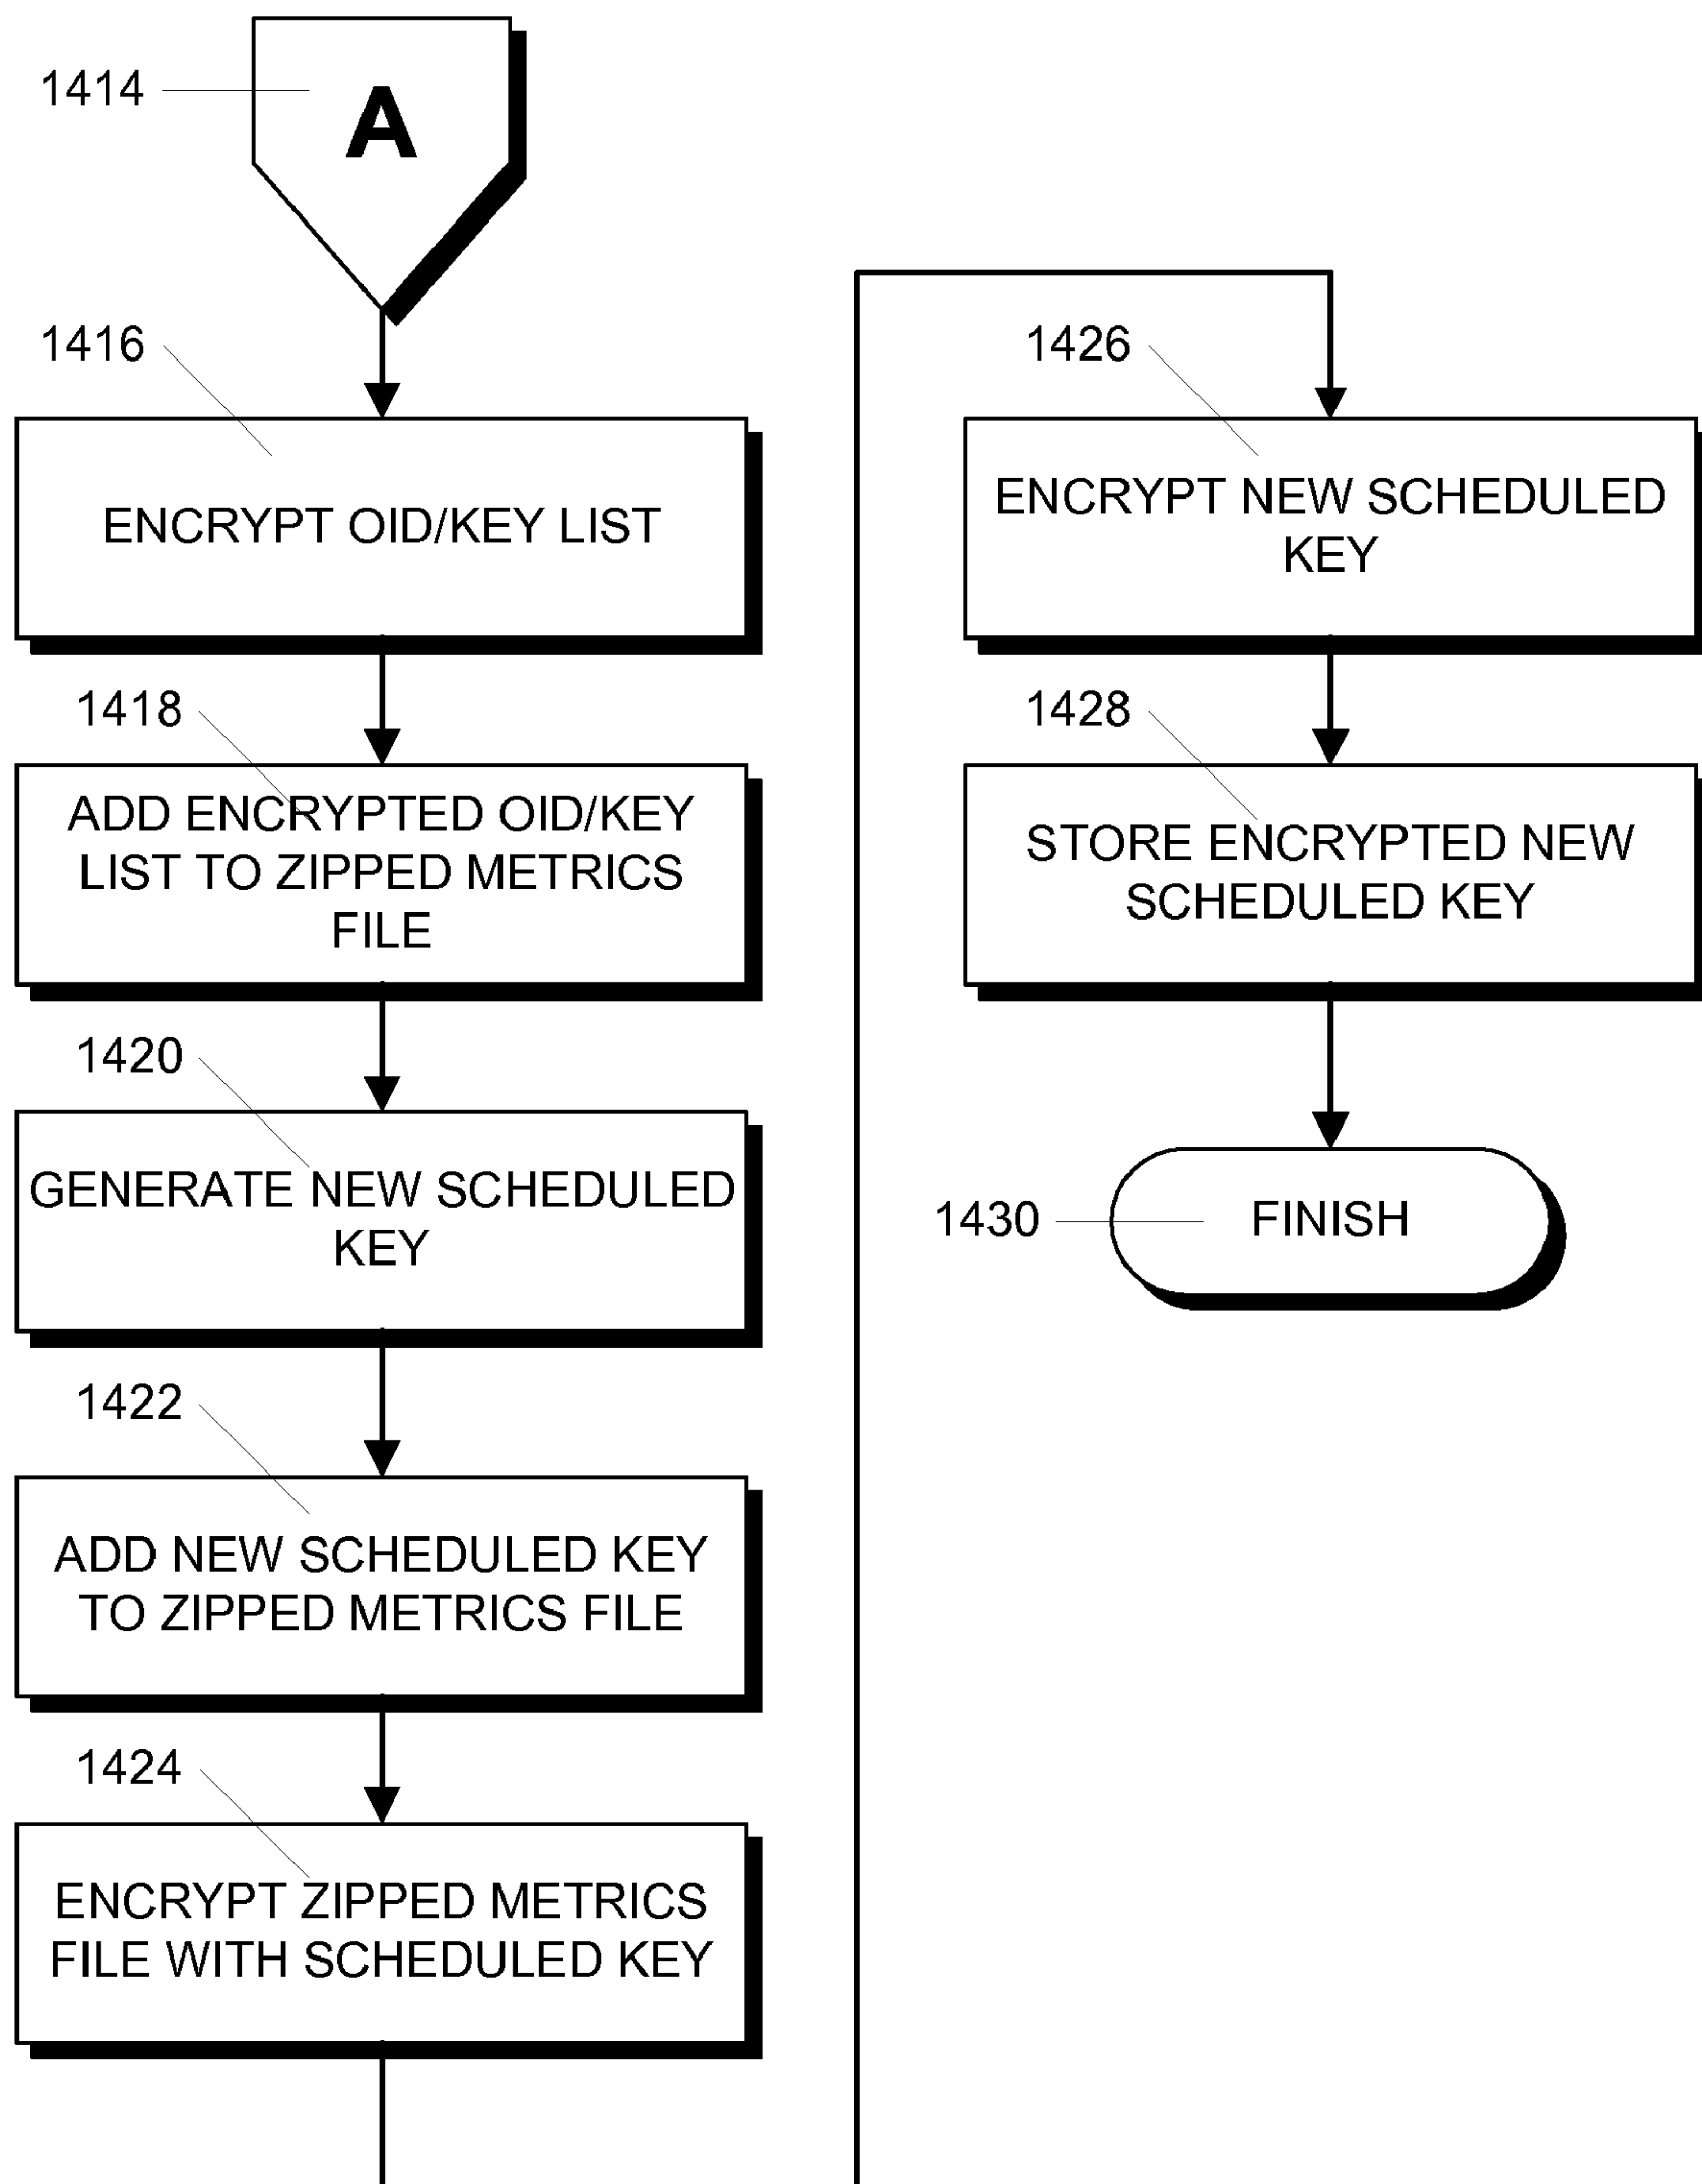 1414
A
1416
ENCRYPT OID/KEY LIST
1418
ADD ENCRYPTED OID/KEY
LIST TO ZIPPED METRICS
FILE
1420
GENERATE NEW SCHEDULED
KEY
1422
ADD NEW SCHEDULED KEY
TO ZIPPED METRICS FILE
1424
ENCRYPT ZIPPED METRICS
FILE WITH SCHEDULED KEY
1426
ENCRYPT NEW SCHEDULED
KEY
1428
STORE ENCRYPTED NEW
SCHEDULED KEY
1430
FINISH